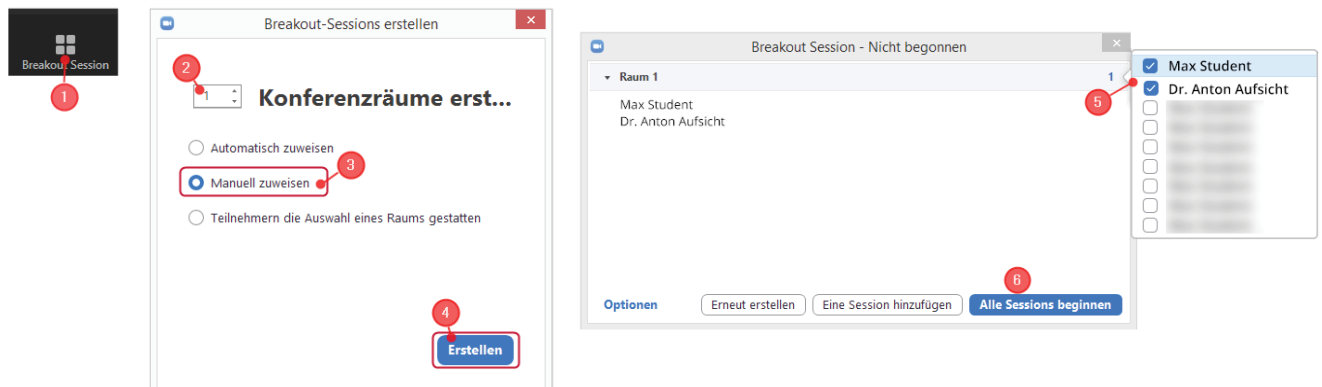 Breakout Session
1
Breakout-Sessions erstellen
2
1
Konferenzräume erst...
Automatisch zuweisen
3
Manuell zuweisen
Teilnehmern die Auswahl eines Raums gestatten
4
Erstellen
Breakout Session - Nicht begonnen
Raum 1
1
Max Student
Dr. Anton Aufsicht
5
Max Student
Dr. Anton Aufsicht
6
Optionen
Erneut erstellen
Eine Session hinzufügen
Alle Sessions beginnen